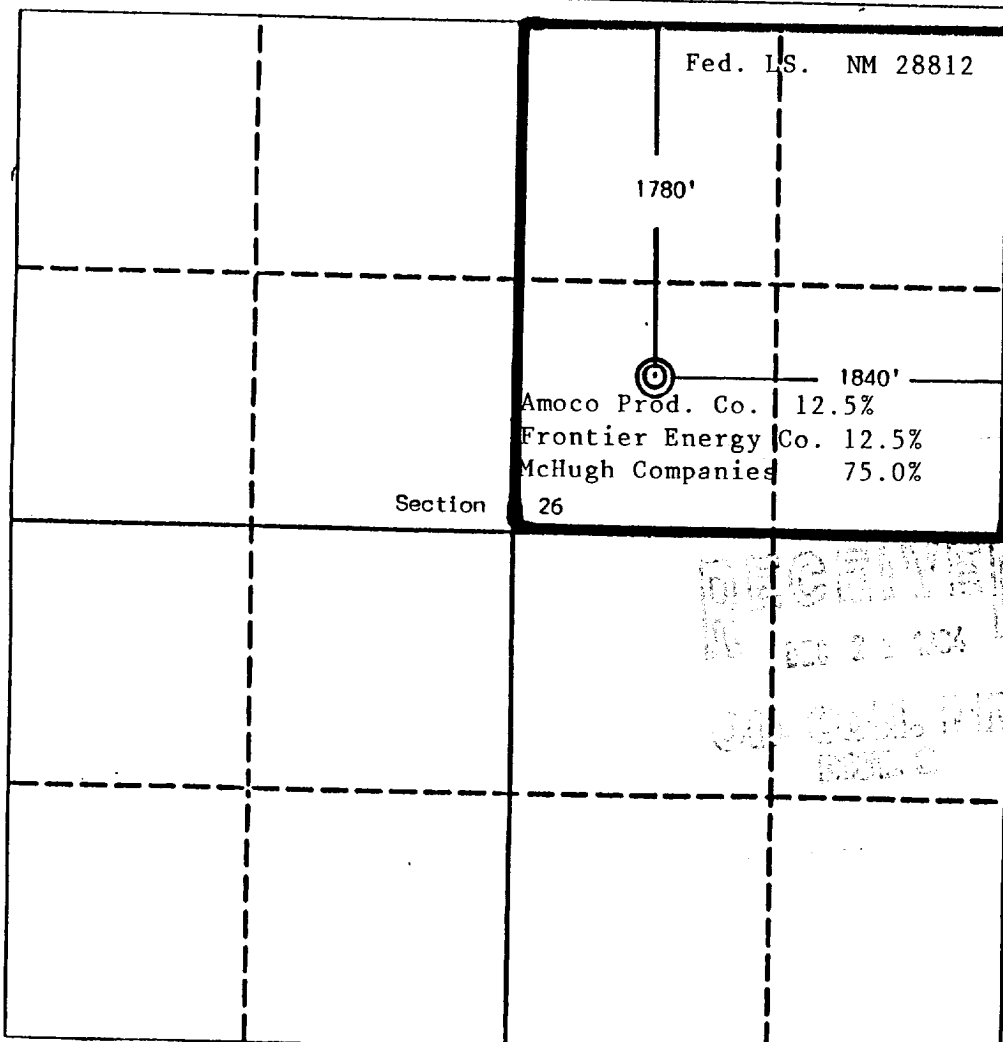 Fed. LS. NM 28812
1780'
1840'
Amoco Prod. Co. 12.5%
Frontier Energy Co. 12.5%
McHugh Companies 75.0%
Section 26
RECEIVED